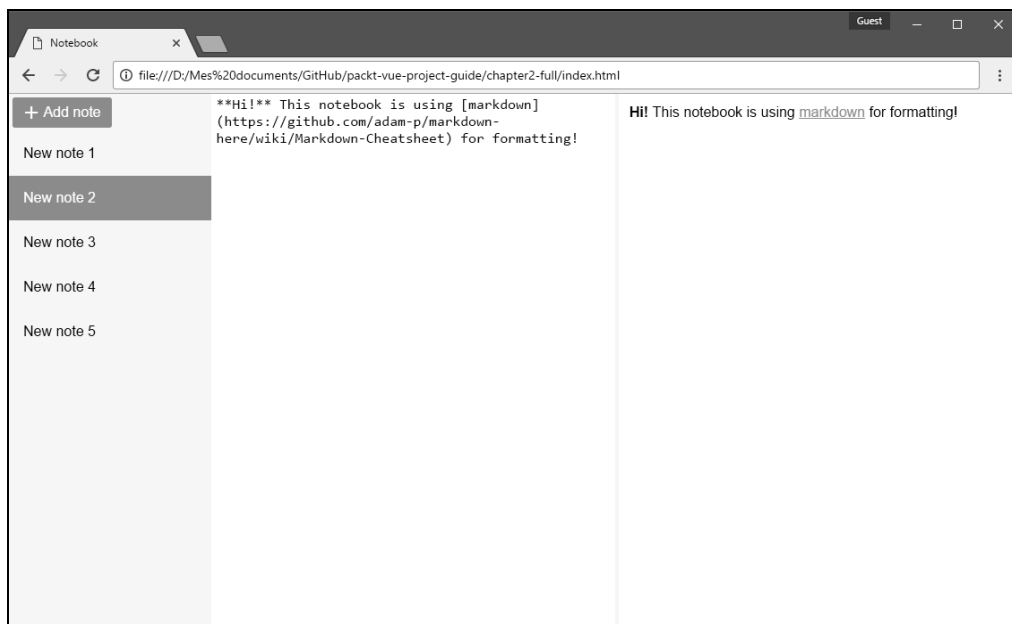 Guest
Notebook
file:///D:/Mes%20documents/GitHub/packt-vue-project-guide/chapter2-full/index.html
+ Add note
New note 1
New note 2
New note 3
New note 4
New note 5
**Hi!** This notebook is using [markdown]
(https://github.com/adam-p/markdown-
here/wiki/Markdown-Cheatsheet) for formatting!
Hi! This notebook is using markdown for formatting!